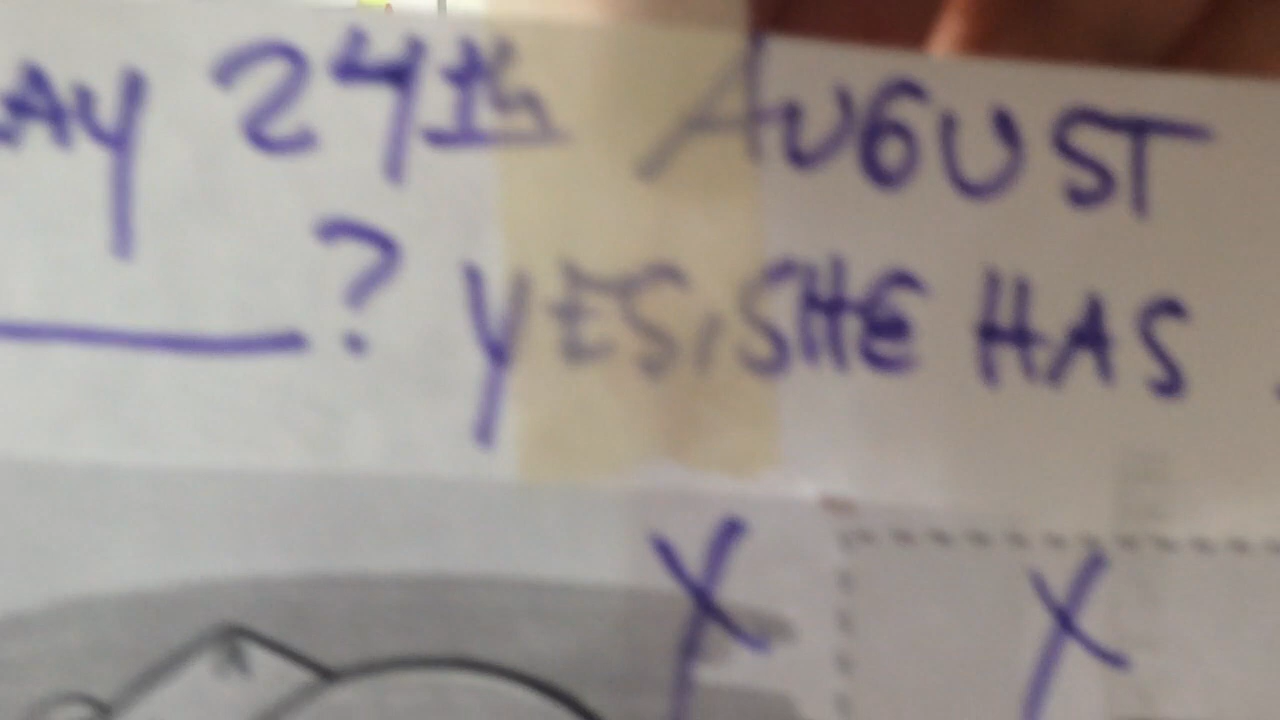 AY 24th AUGUST
? YES, SHE HAS.
X X